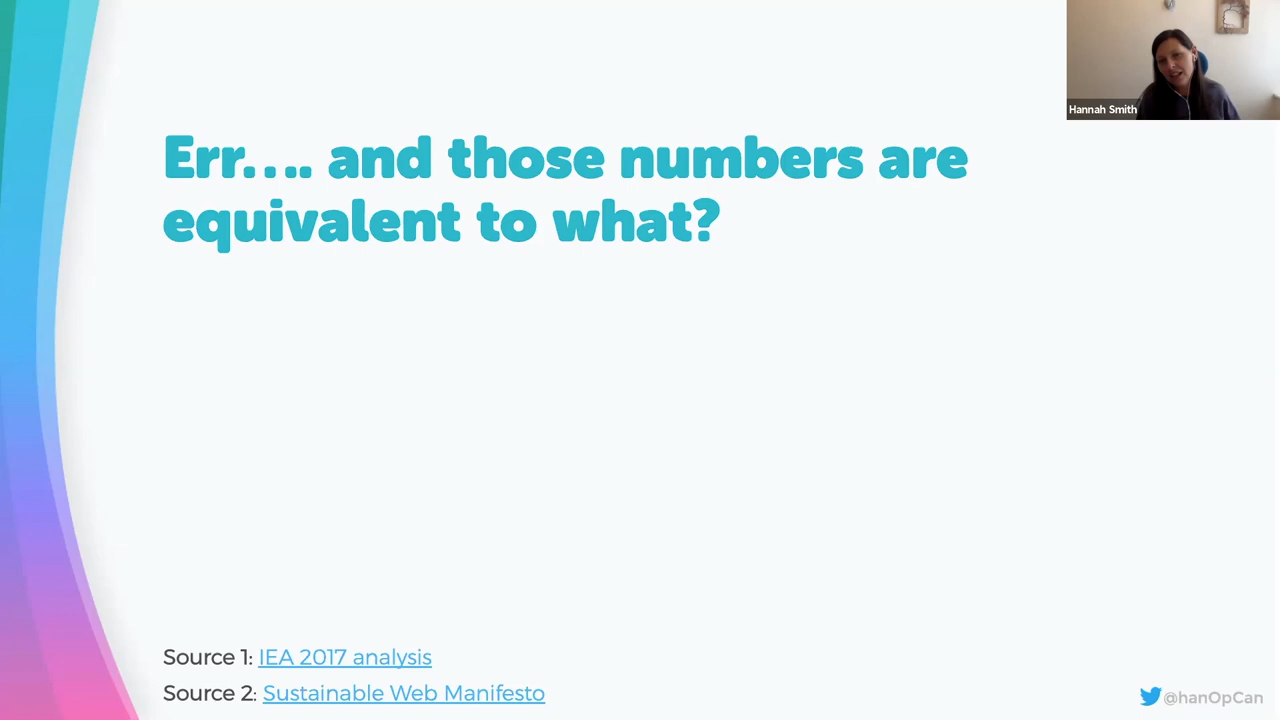 Hannah Smith
Err.... and those numbers are
equivalent to what?
Source 1: IEA 2017 analysis
Source 2: Sustainable Web Manifesto
@hanOpCan